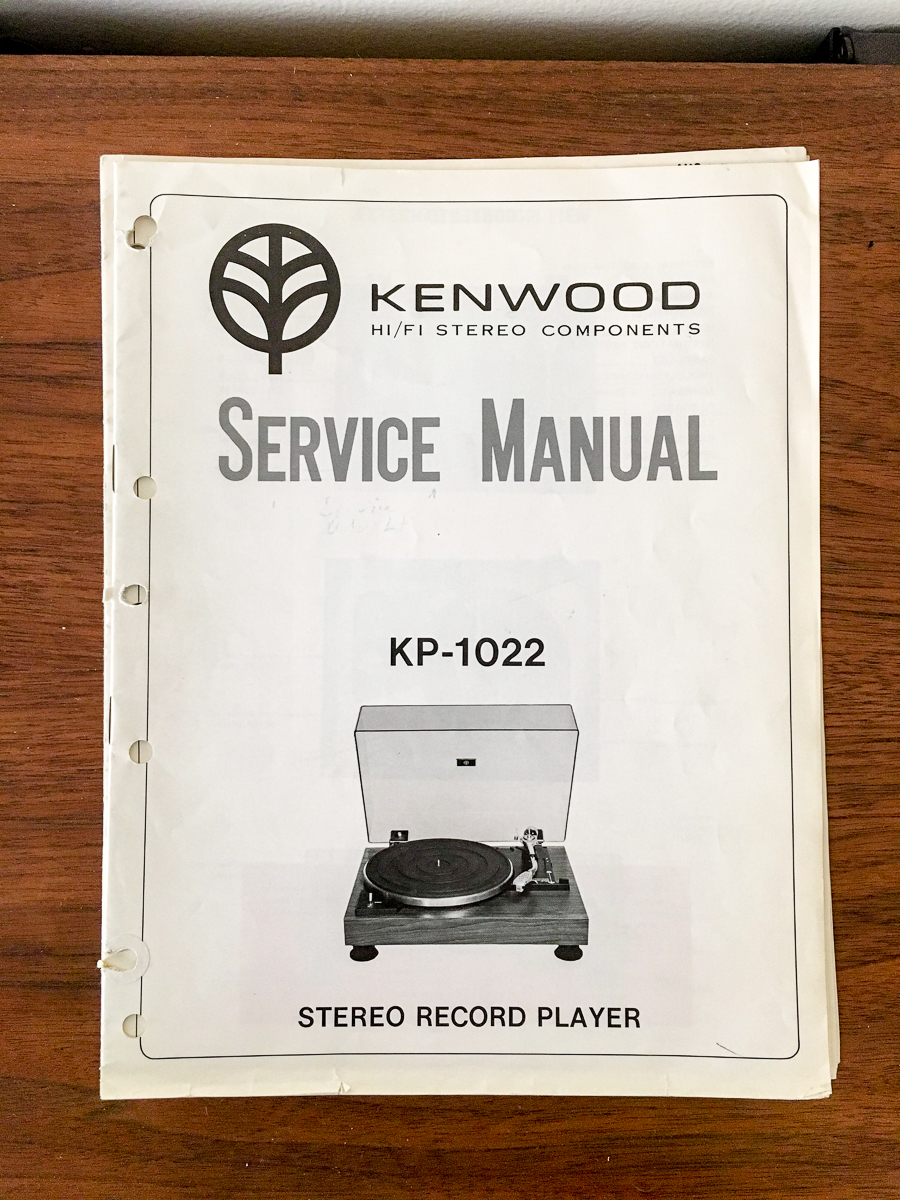 KENWOOD
HI/FI STEREO COMPONENTS
SERVICE MANUAL
KP-1022
STEREO RECORD PLAYER